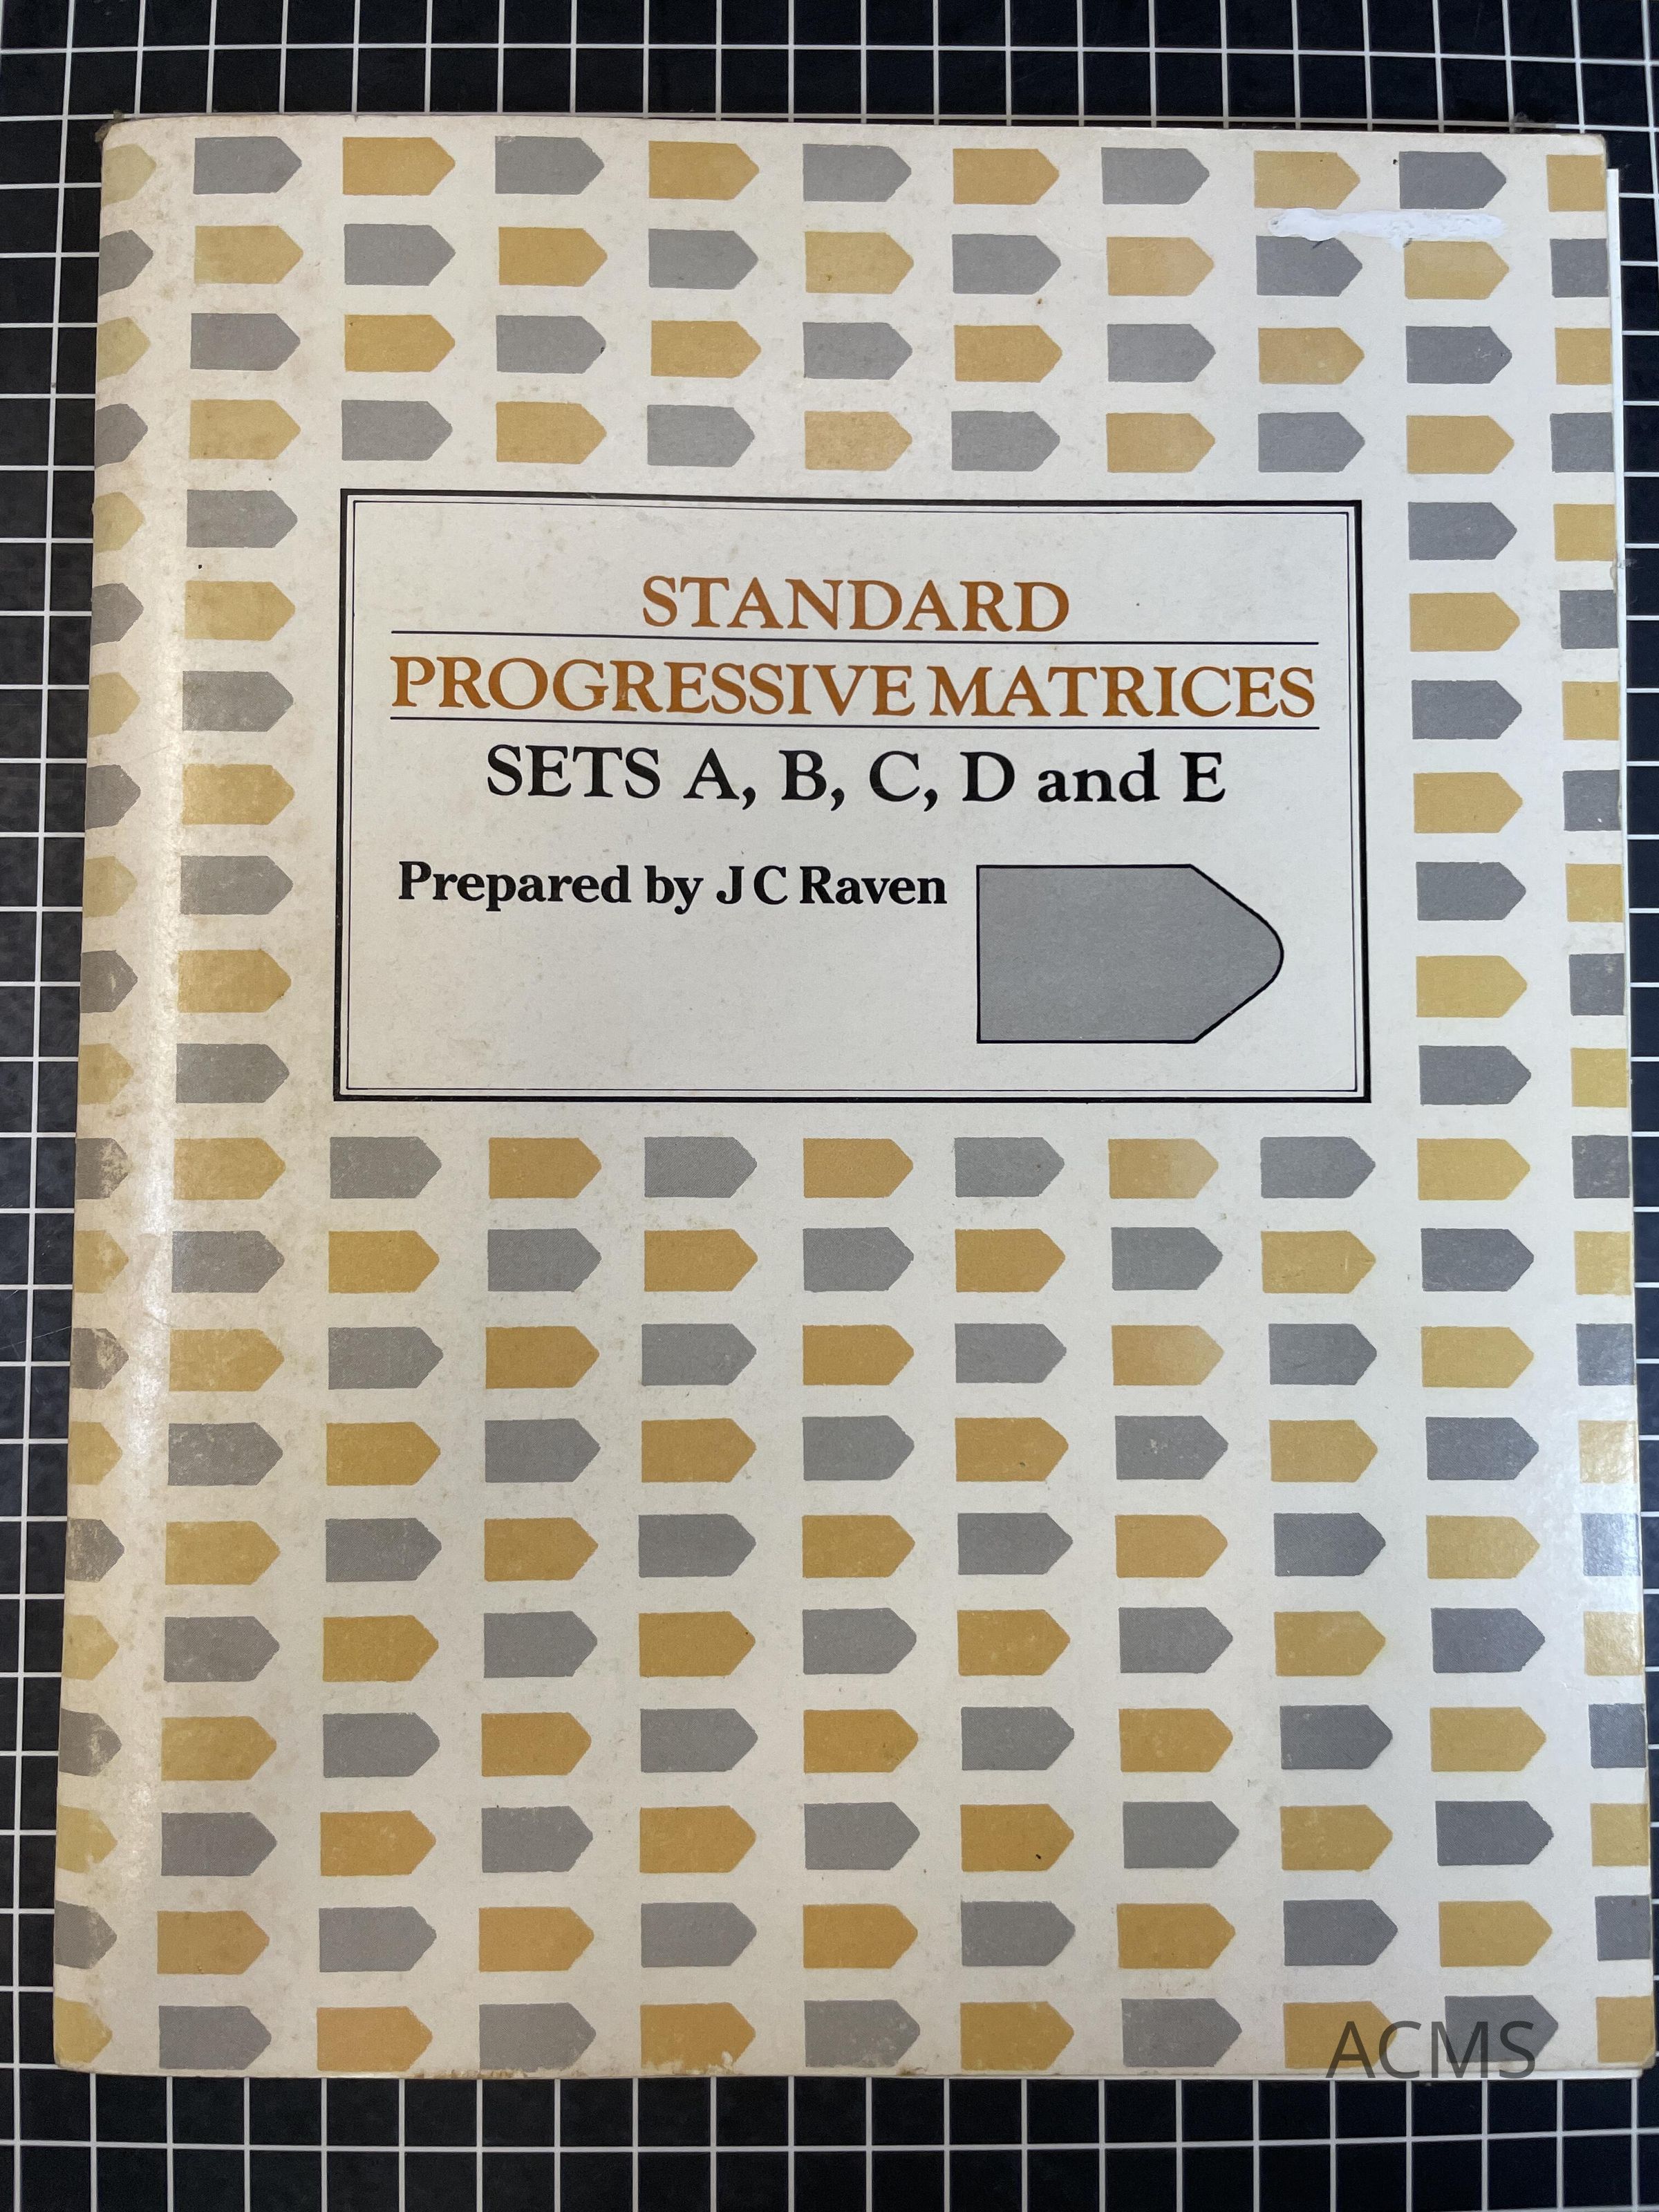 STANDARD
PROGRESSIVE MATRICES
SETS A, B, C, D and E
Prepared by J C Raven
ACMS